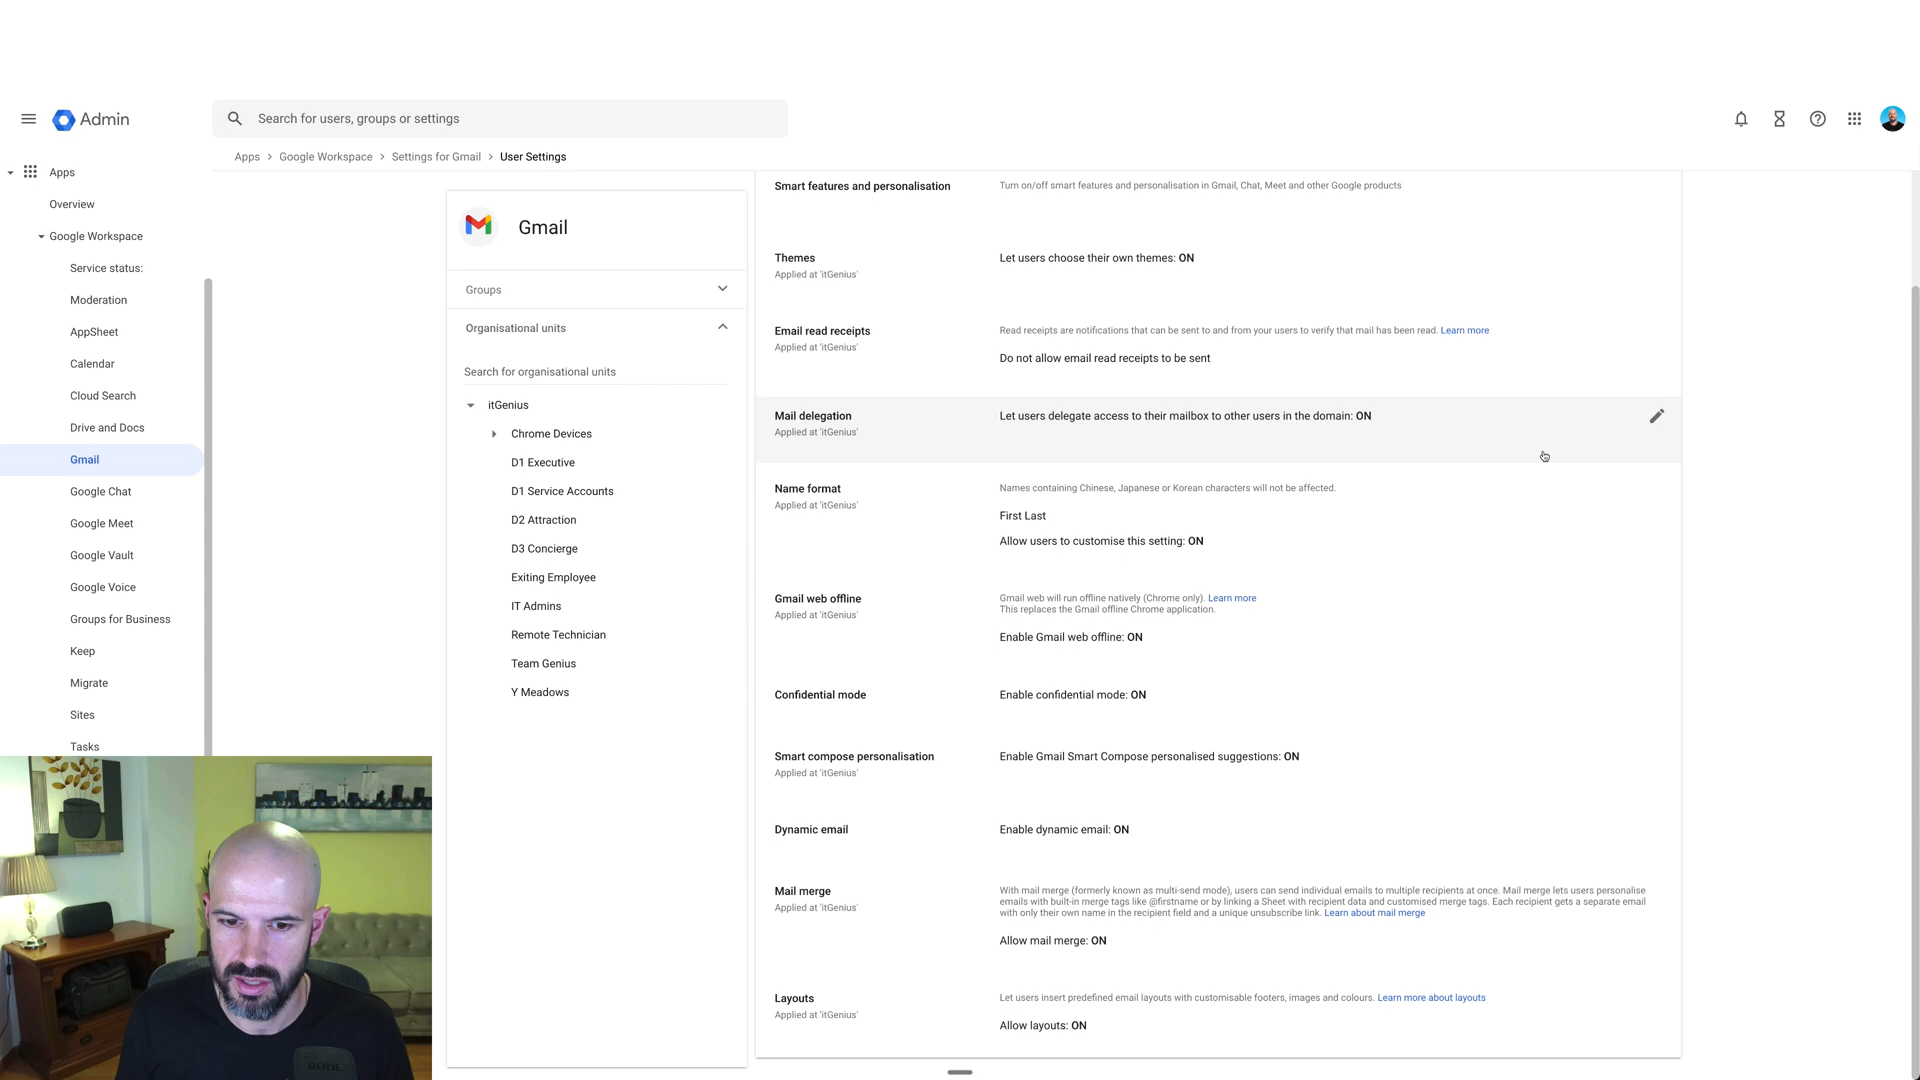 Admin
Search for users, groups or settings
Apps > Google Workspace > Settings for Gmail > User Settings
Apps
Overview
Google Workspace
Service status:
Moderation
AppSheet
Calendar
Cloud Search
Drive and Docs
Gmail
Google Chat
Google Meet
Google Vault
Google Voice
Groups for Business
Keep
Migrate
Sites
Tasks
Gmail
Groups
Organisational units
Search for organisational units
itGenius
Chrome Devices
D1 Executive
D1 Service Accounts
D2 Attraction
D3 Concierge
Exiting Employee
IT Admins
Remote Technician
Team Genius
Y Meadows
Smart features and personalisation
Turn on/off smart features and personalisation in Gmail, Chat, Meet and other Google products
Themes
Applied at 'itGenius'
Let users choose their own themes: ON
Email read receipts
Applied at 'itGenius'
Read receipts are notifications that can be sent to and from your users to verify that mail has been read. Learn more
Do not allow email read receipts to be sent
Mail delegation
Applied at 'itGenius'
Let users delegate access to their mailbox to other users in the domain: ON
Name format
Applied at 'itGenius'
Names containing Chinese, Japanese or Korean characters will not be affected.
First Last
Allow users to customise this setting: ON
Gmail web offline
Applied at 'itGenius'
Gmail web will run offline natively (Chrome only). Learn more
This replaces the Gmail offline Chrome application.
Enable Gmail web offline: ON
Confidential mode
Enable confidential mode: ON
Smart compose personalisation
Applied at 'itGenius'
Enable Gmail Smart Compose personalised suggestions: ON
Dynamic email
Enable dynamic email: ON
Mail merge
Applied at 'itGenius'
With mail merge (formerly known as multi-send mode), users can send individual emails to multiple recipients at once. Mail merge lets users personalise
emails with built-in merge tags like @firstname or by linking a Sheet with recipient data and customised merge tags. Each recipient gets a separate email
with only their own name in the recipient field and a unique unsubscribe link. Learn about mail merge
Allow mail merge: ON
Layouts
Applied at 'itGenius'
Let users insert predefined email layouts with customisable footers, images and colours. Learn more about layouts
Allow layouts: ON